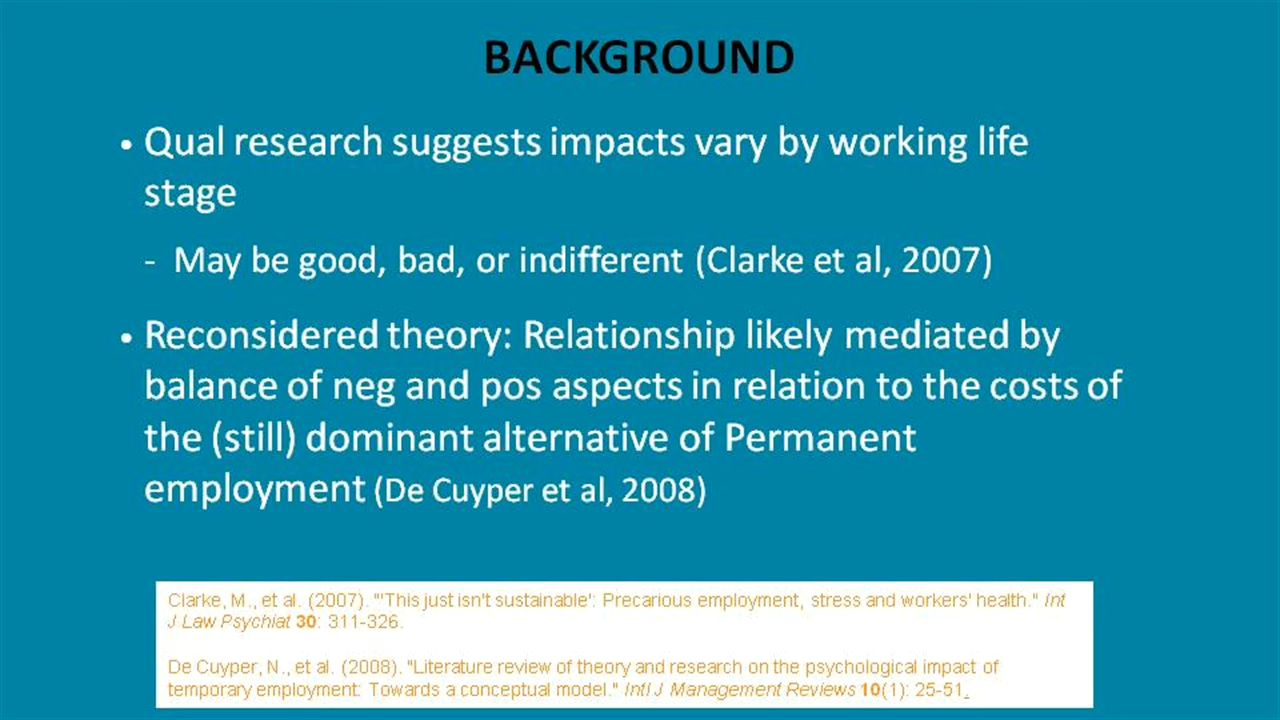 BACKGROUND
• Qual research suggests impacts vary by working life
stage
- May be good, bad, or indifferent (Clarke et al, 2007)
• Reconsidered theory: Relationship likely mediated by
balance of neg and pos aspects in relation to the costs of
the (still) dominant alternative of Permanent
employment (De Cuyper et al, 2008)
Clarke, M., et al. (2007). "'This just isn't sustainable': Precarious employment, stress and workers' health." Int
J Law Psychiat 30: 311-326.
De Cuyper, N., et al. (2008). "Literature review of theory and research on the psychological impact of
temporary employment: Towards a conceptual model." Intl J Management Reviews 10(1): 25-51.